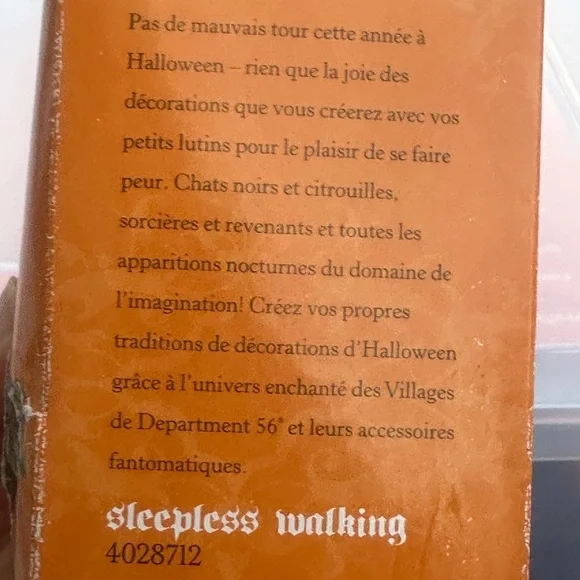 Pas de mauvais tour cette année à
Halloween – rien que la joie des
décorations que vous créerez avec vos
petits lutins pour le plaisir de se faire
peur. Chats noirs et citrouilles,
sorcières et revenants et toutes les
apparitions nocturnes du domaine de
l'imagination! Créez vos propres
traditions de décorations d'Halloween
grâce à l'univers enchanté des Villages
de Department 56® et leurs accessoires
fantomatiques.
sleepless walking
4028712